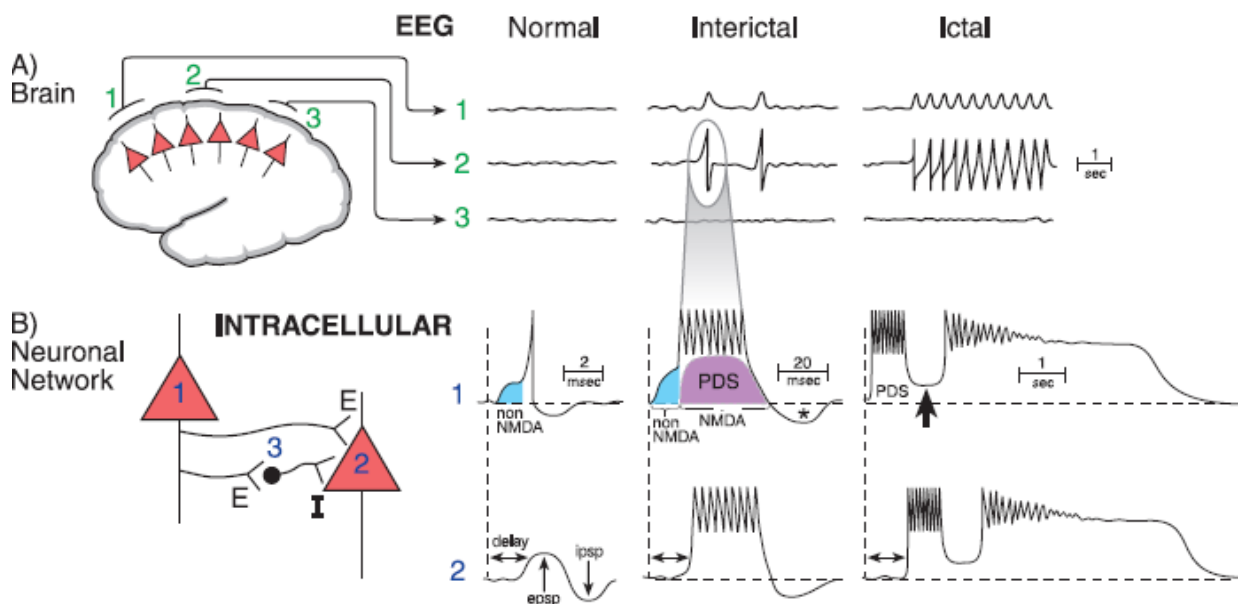 EEG Normal Interictal Ictal
A)
Brain
1 2 3
1
2
3
1
sec
B)
Neuronal
Network
INTRACELLULAR
1
E
3
2
E
I
1
2
msec
non
NMDA
PDS
20
msec
*
non
NMDA
NMDA
PDS
1
sec
2
delay
ipsp
epsp